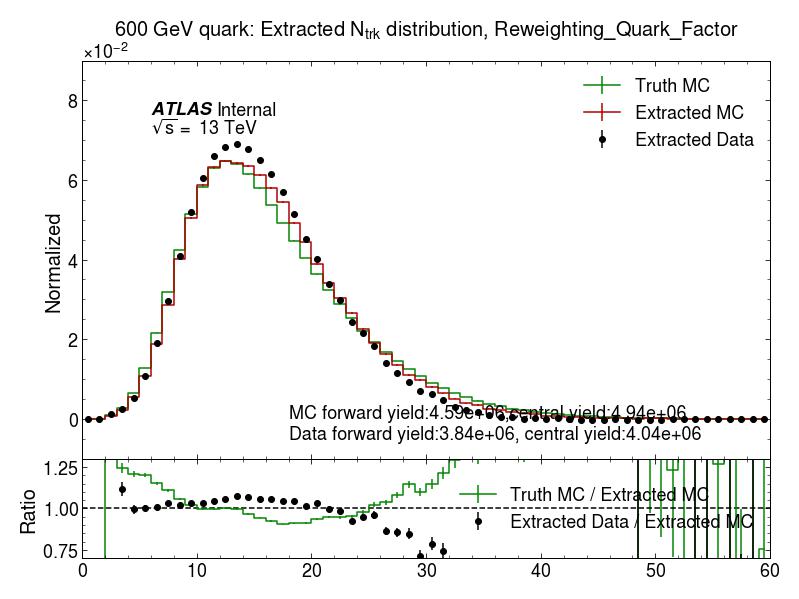 600 GeV quark: Extracted Ntrk distribution, Reweighting_Quark_Factor
×10−2
ATLAS Internal
√s = 13 TeV
Truth MC
Extracted MC
Extracted Data
Normalized
8
6
4
2
0
MC forward yield:4.59e+06, central yield:4.94e+06
Data forward yield:3.84e+06, central yield:4.04e+06
Ratio
1.25
1.00
0.75
Truth MC / Extracted MC
Extracted Data / Extracted MC
0 10 20 30 40 50 60